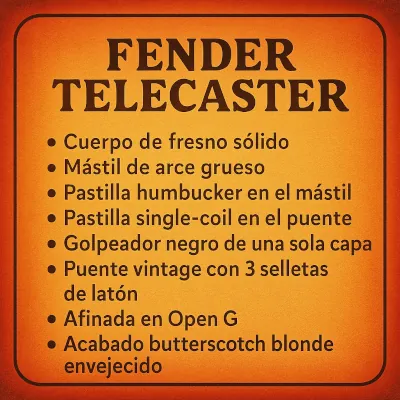 FENDER
TELECASTER
• Cuerpo de fresno sólido
• Mástil de arce grueso
• Pastilla humbucker en el mástil
• Pastilla single-coil en el puente
• Golpeador negro de una sola capa
• Puente vintage con 3 selletas
de latón
• Afinada en Open G
• Acabado butterscotch blonde
envejecido